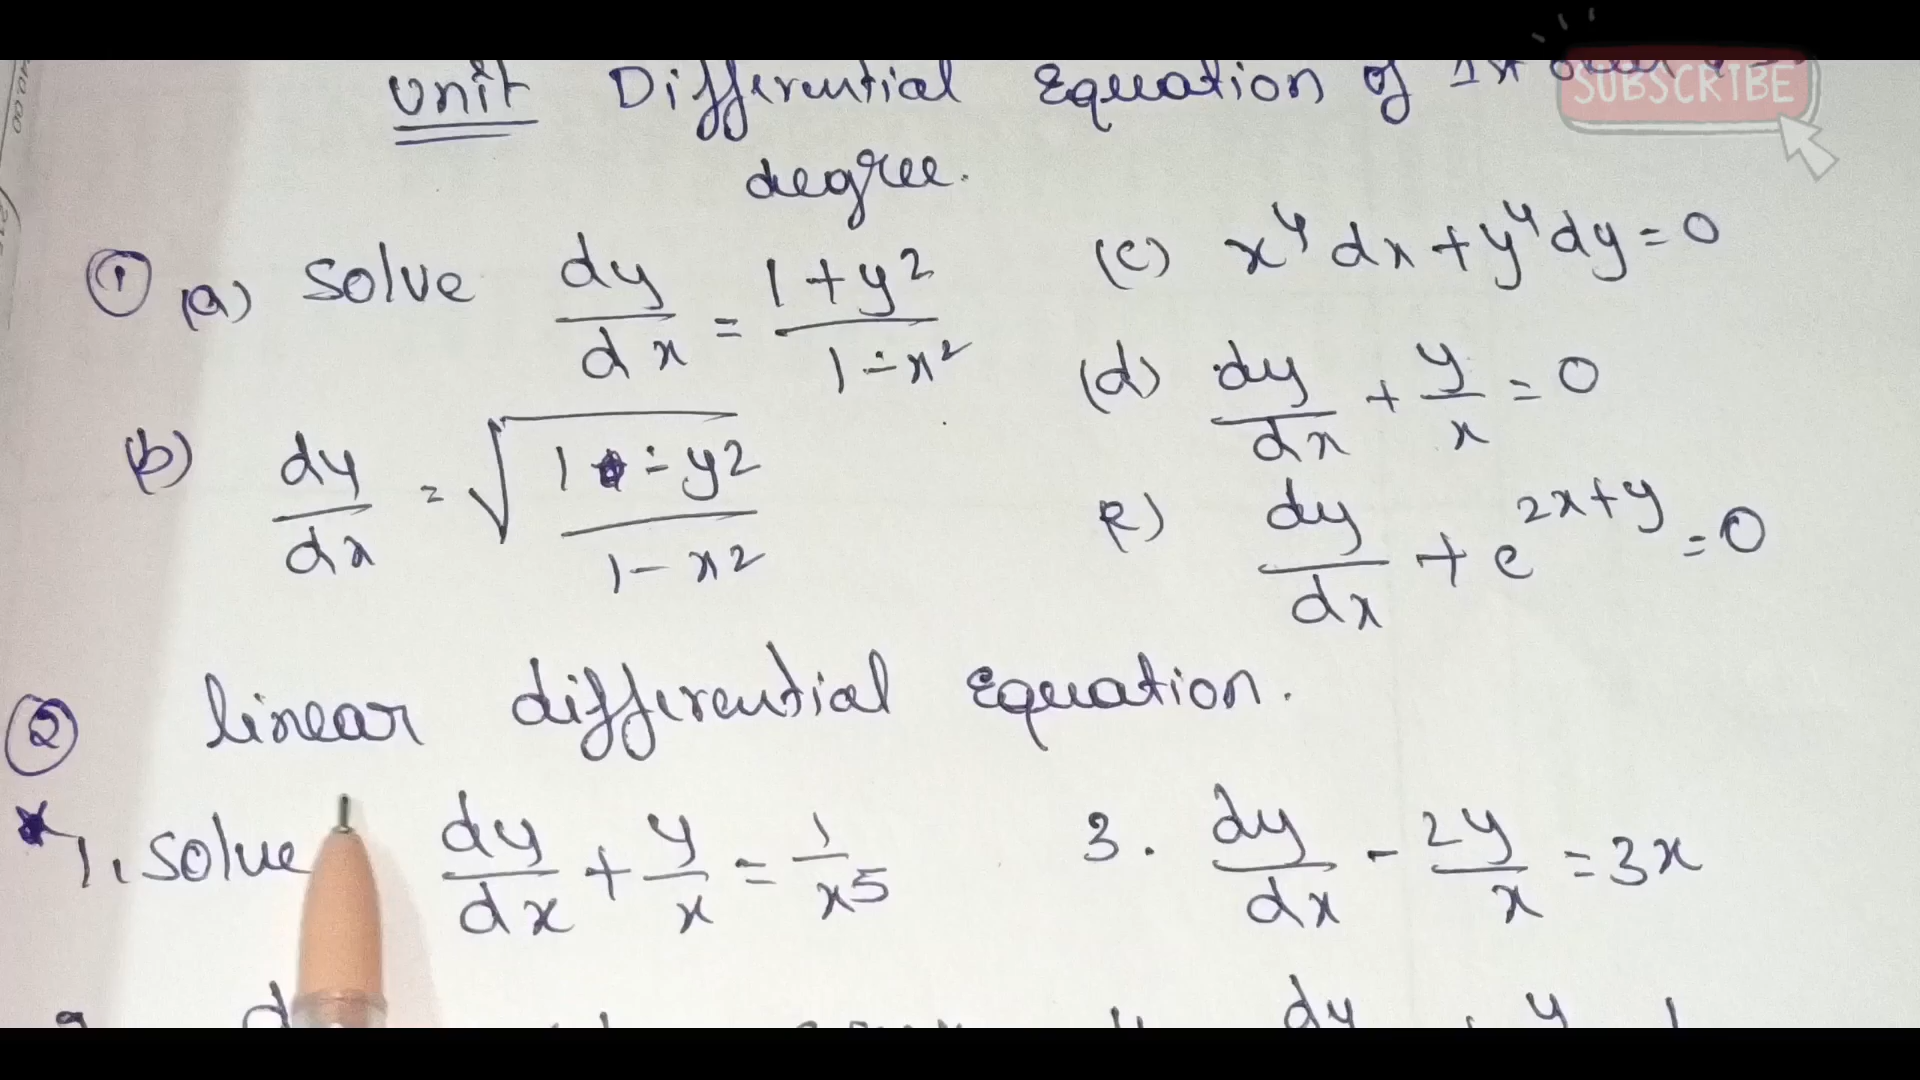 Unit Differential Equation of 1st
SUBSCRIBE
degree.
① (a) Solve dy/dx = 1+y²/1-x²
(b) dy/dx = √1-y2/1-x2
(c) x⁴dx+y⁴dy=0
(d) dy/dx + y/x = 0
(e) dy/dx + e^2x+y = 0
② linear differential Equation.
1. Solve dy/dx + y/x = 1/x5
3. dy/dx - 2y/x = 3x
dy